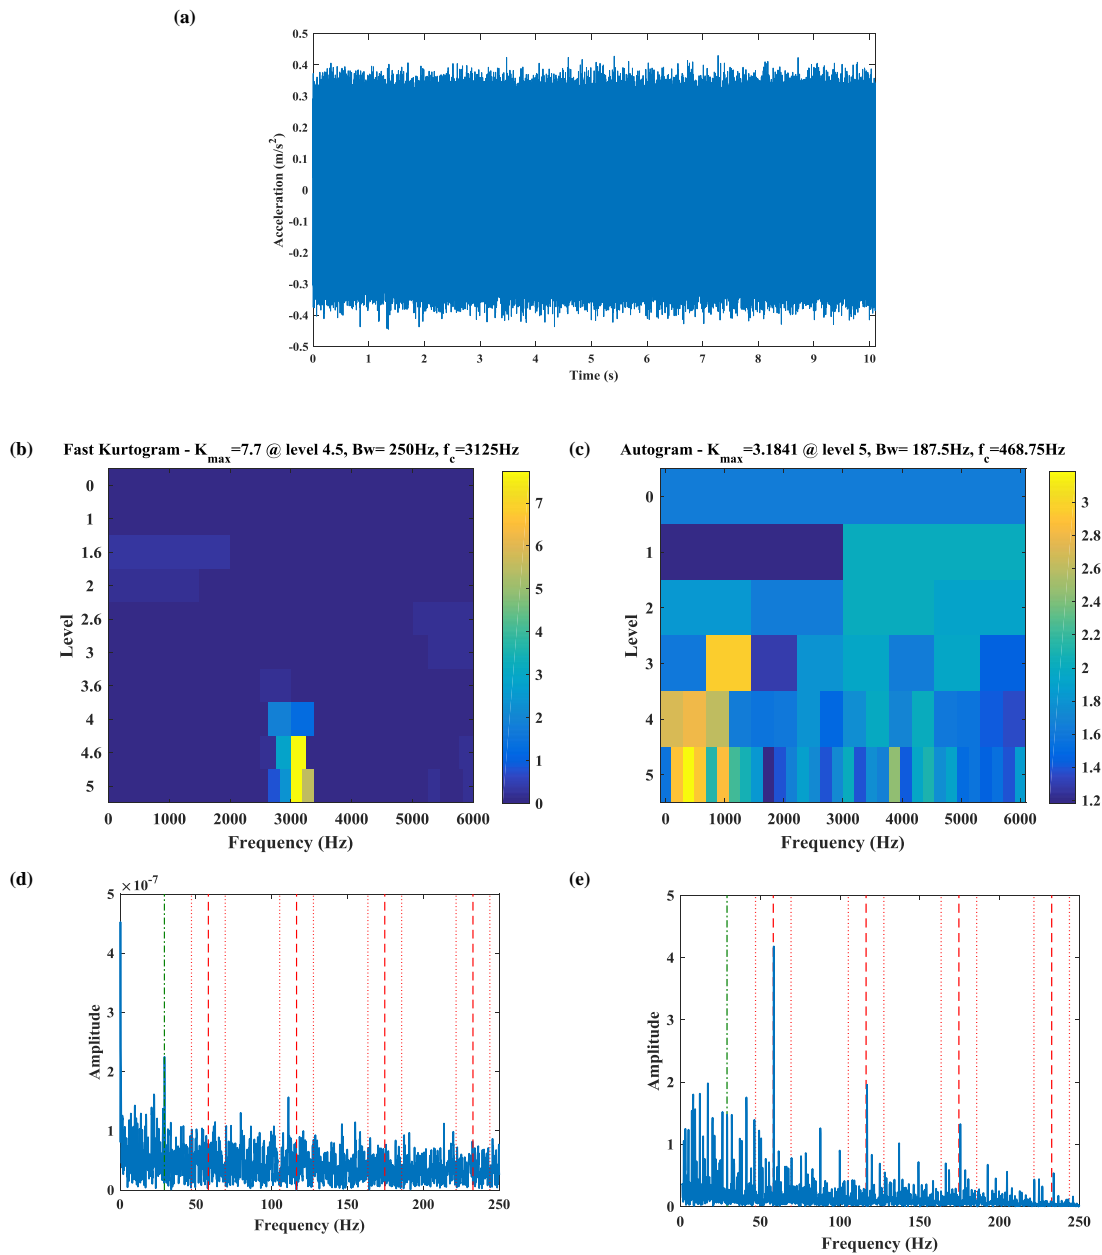 (a)
0.5
0.4
0.3
0.2
0.1
0
-0.1
-0.2
-0.3
-0.4
-0.5
Acceleration (m/s²)
0 1 2 3 4 5 6 7 8 9 10
Time (s)
(b)
Fast Kurtogram - K_max=7.7 @ level 4.5, Bw= 250Hz, f_c=3125Hz
0
1
1.6
2
2.6
3
3.6
4
4.6
5
Level
0 1000 2000 3000 4000 5000 6000
Frequency (Hz)
7
6
5
4
3
2
1
0
(c)
Autogram - K_max=3.1841 @ level 5, Bw= 187.5Hz, f_c=468.75Hz
0
1
2
3
4
5
Level
0 1000 2000 3000 4000 5000 6000
Frequency (Hz)
3
2.8
2.6
2.4
2.2
2
1.8
1.6
1.4
1.2
(d)
×10⁻⁷
5
4
3
2
1
0
Amplitude
0 50 100 150 200 250
Frequency (Hz)
(e)
5
4
3
2
1
0
Amplitude
0 50 100 150 200 250
Frequency (Hz)